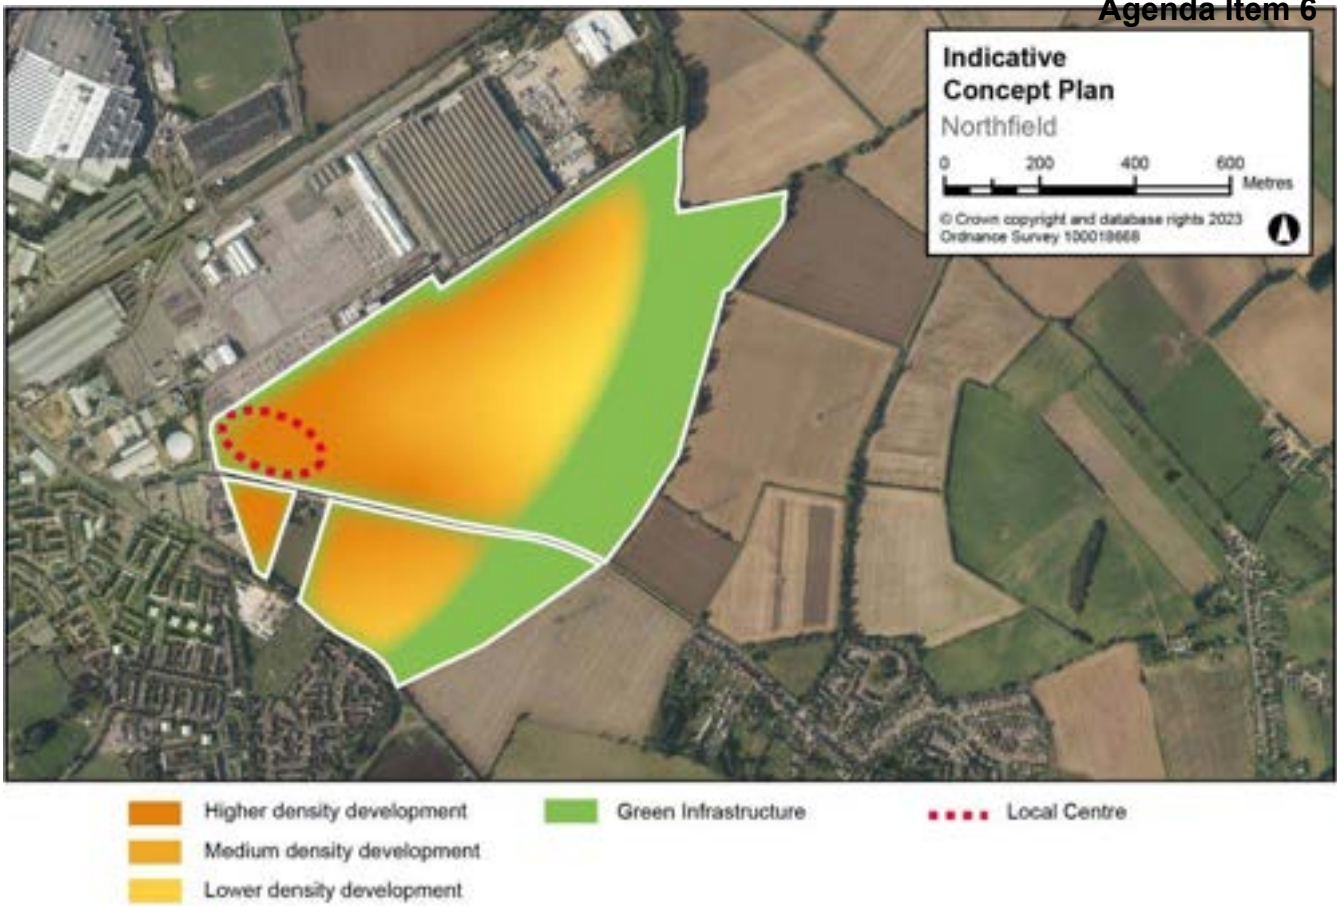 Agenda Item 6
Indicative
Concept Plan
Northfield
0 200 400 600
Metres
© Crown copyright and database rights 2023
Ordnance Survey 100018668
Higher density development
Medium density development
Lower density development
Green Infrastructure
Local Centre